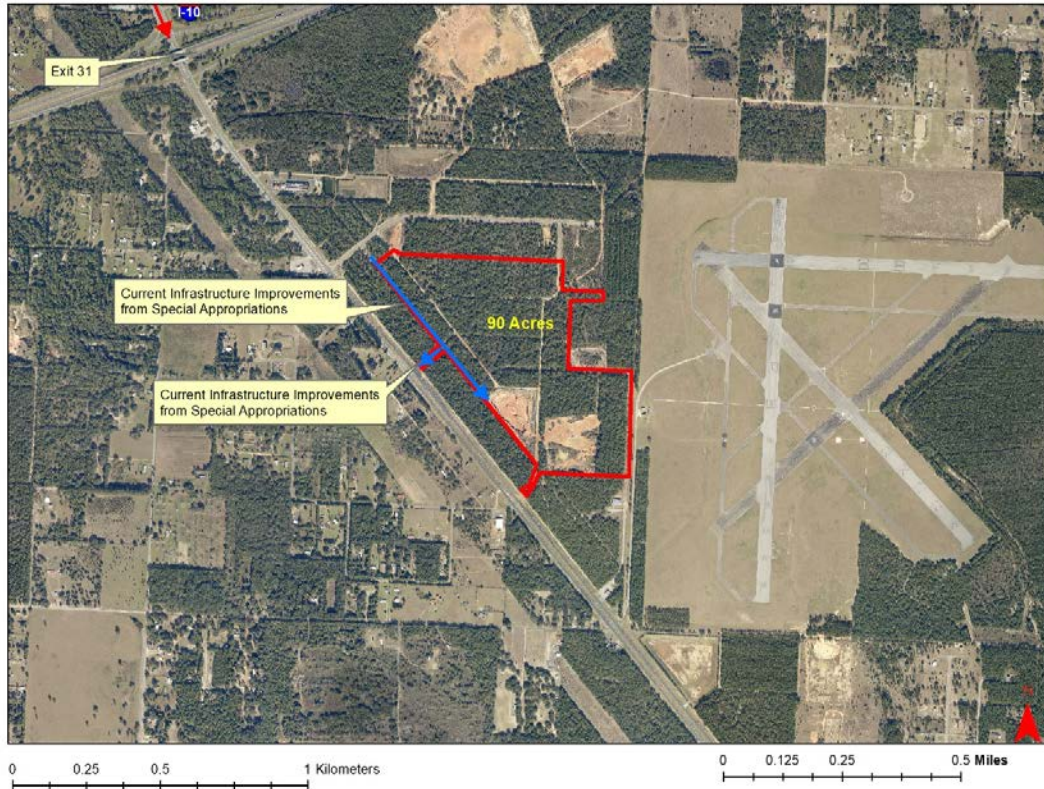 I-10
Exit 31
Current Infrastructure Improvements
from Special Appropriations
90 Acres
Current Infrastructure Improvements
from Special Appropriations
N
0 0.25 0.5 1 Kilometers
0 0.125 0.25 0.5 Miles